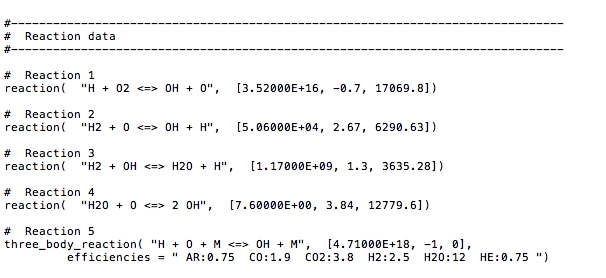 #-------------------------------------------------------------------------------
#  Reaction data
#-------------------------------------------------------------------------------
#  Reaction 1
reaction(  "H + O2 <=> OH + O",  [3.52000E+16, -0.7, 17069.8])
#  Reaction 2
reaction(  "H2 + O <=> OH + H",  [5.06000E+04, 2.67, 6290.63])
#  Reaction 3
reaction(  "H2 + OH <=> H2O + H",  [1.17000E+09, 1.3, 3635.28])
#  Reaction 4
reaction(  "H2O + O <=> 2 OH",  [7.60000E+00, 3.84, 12779.6])
#  Reaction 5
three_body_reaction( "H + O + M <=> OH + M",  [4.71000E+18, -1, 0],
         efficiencies = " AR:0.75  CO:1.9  CO2:3.8  H2:2.5  H2O:12  HE:0.75 ")